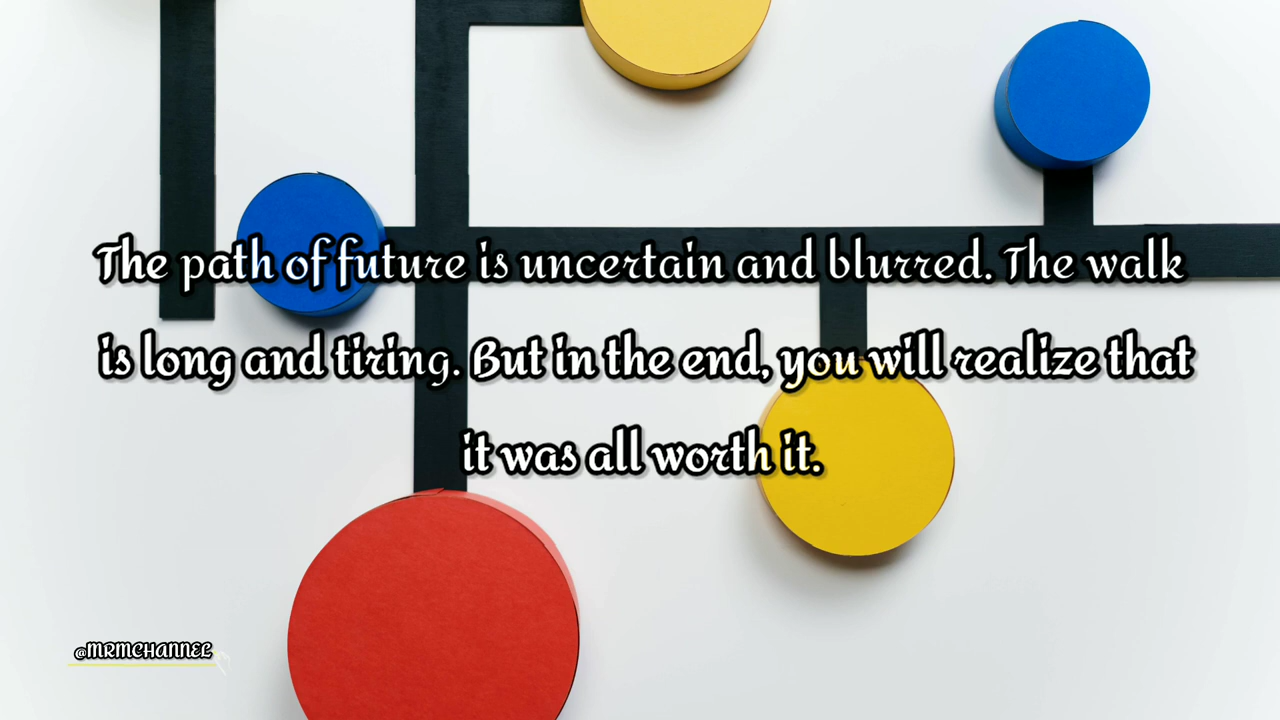 The path of future is uncertain and blurred. The walk
is long and tiring. But in the end, you will realize that
it was all worth it.
@MRMCHANNEL